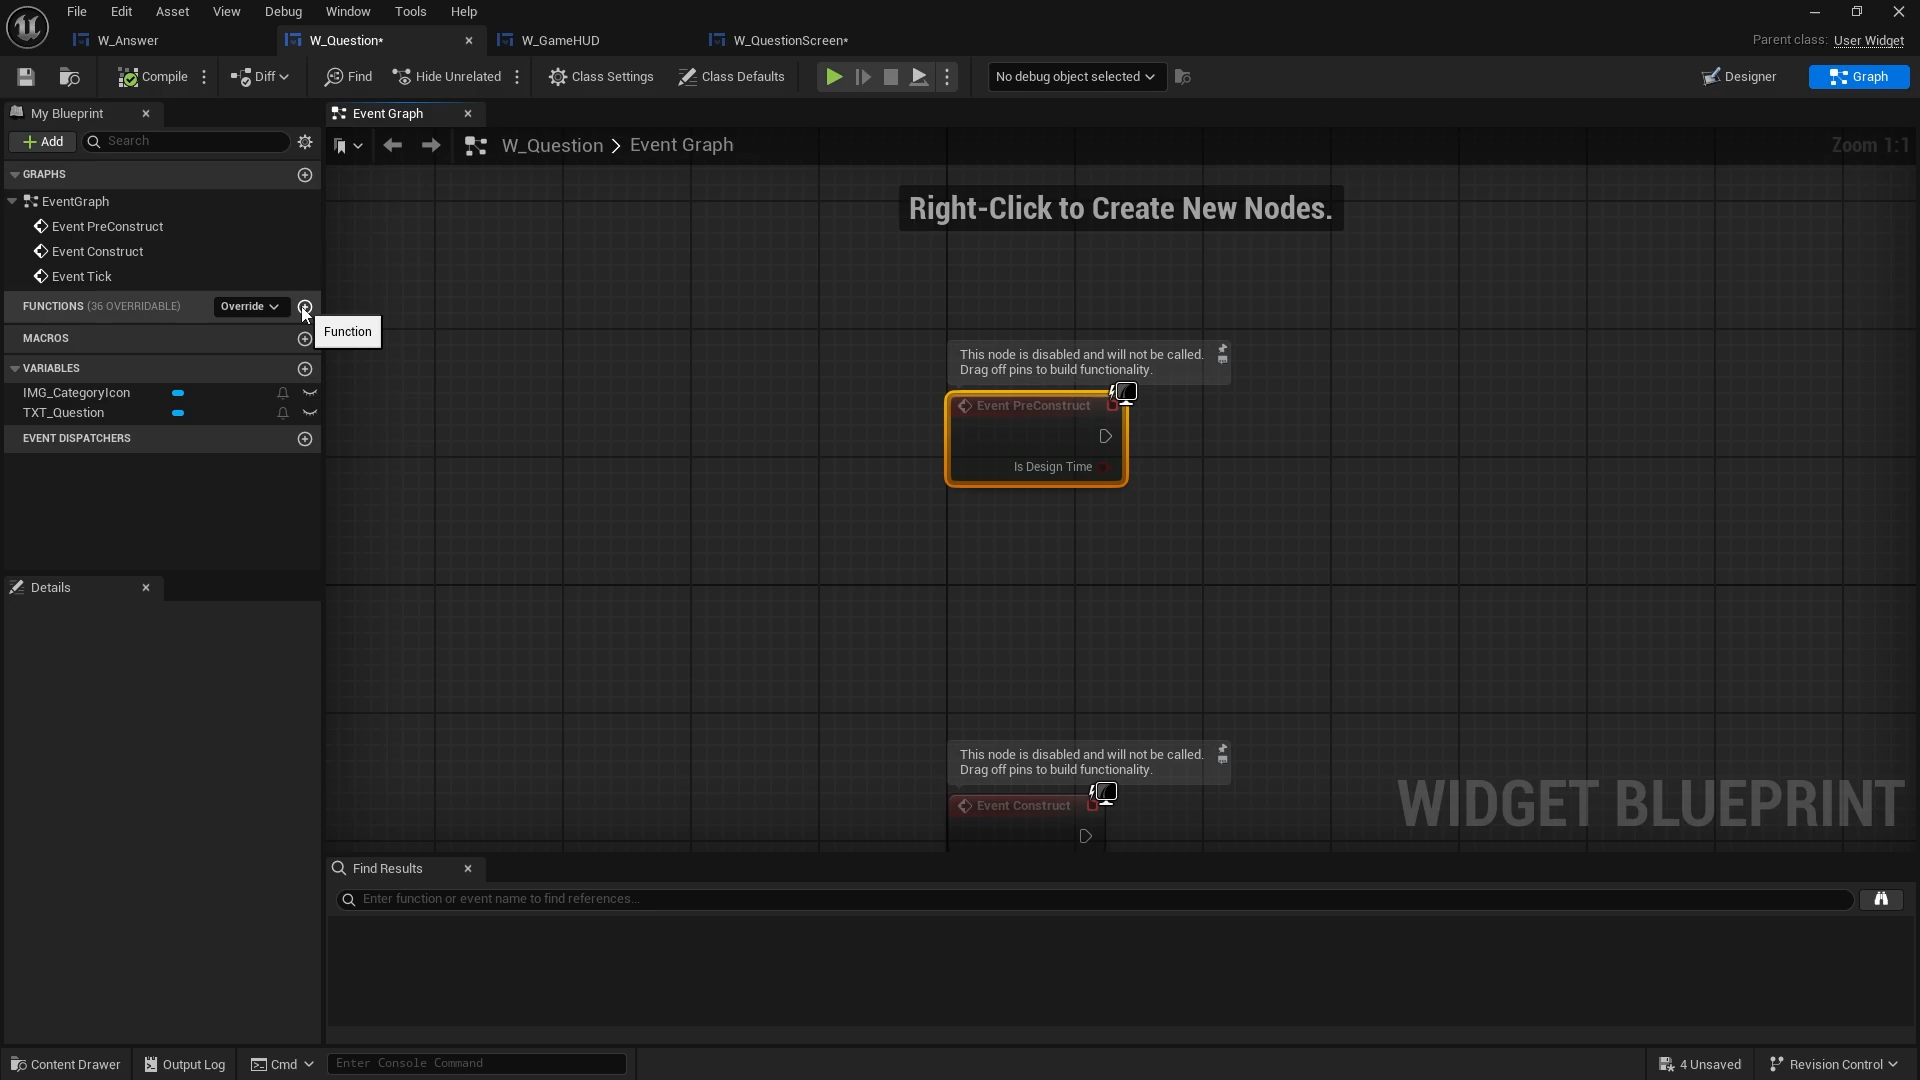 File Edit Asset View Debug Window Tools Help
W_Answer W_Question* W_GameHUD W_QuestionScreen* Parent class: User Widget
Compile Diff Find Hide Unrelated Class Settings Class Defaults No debug object selected Designer Graph
My Blueprint Event Graph
Add Search W_Question > Event Graph Zoom 1:1
GRAPHS
EventGraph
Event PreConstruct
Event Construct
Event Tick
FUNCTIONS (36 OVERRIDABLE) Override
Function
MACROS
VARIABLES
IMG_CategoryIcon
TXT_Question
EVENT DISPATCHERS
Details
Right-Click to Create New Nodes.
This node is disabled and will not be called.
Drag off pins to build functionality.
Event PreConstruct
Is Design Time
This node is disabled and will not be called.
Drag off pins to build functionality.
Event Construct
WIDGET BLUEPRINT
Find Results
Enter function or event name to find references...
Content Drawer Output Log Cmd Enter Console Command 4 Unsaved Revision Control